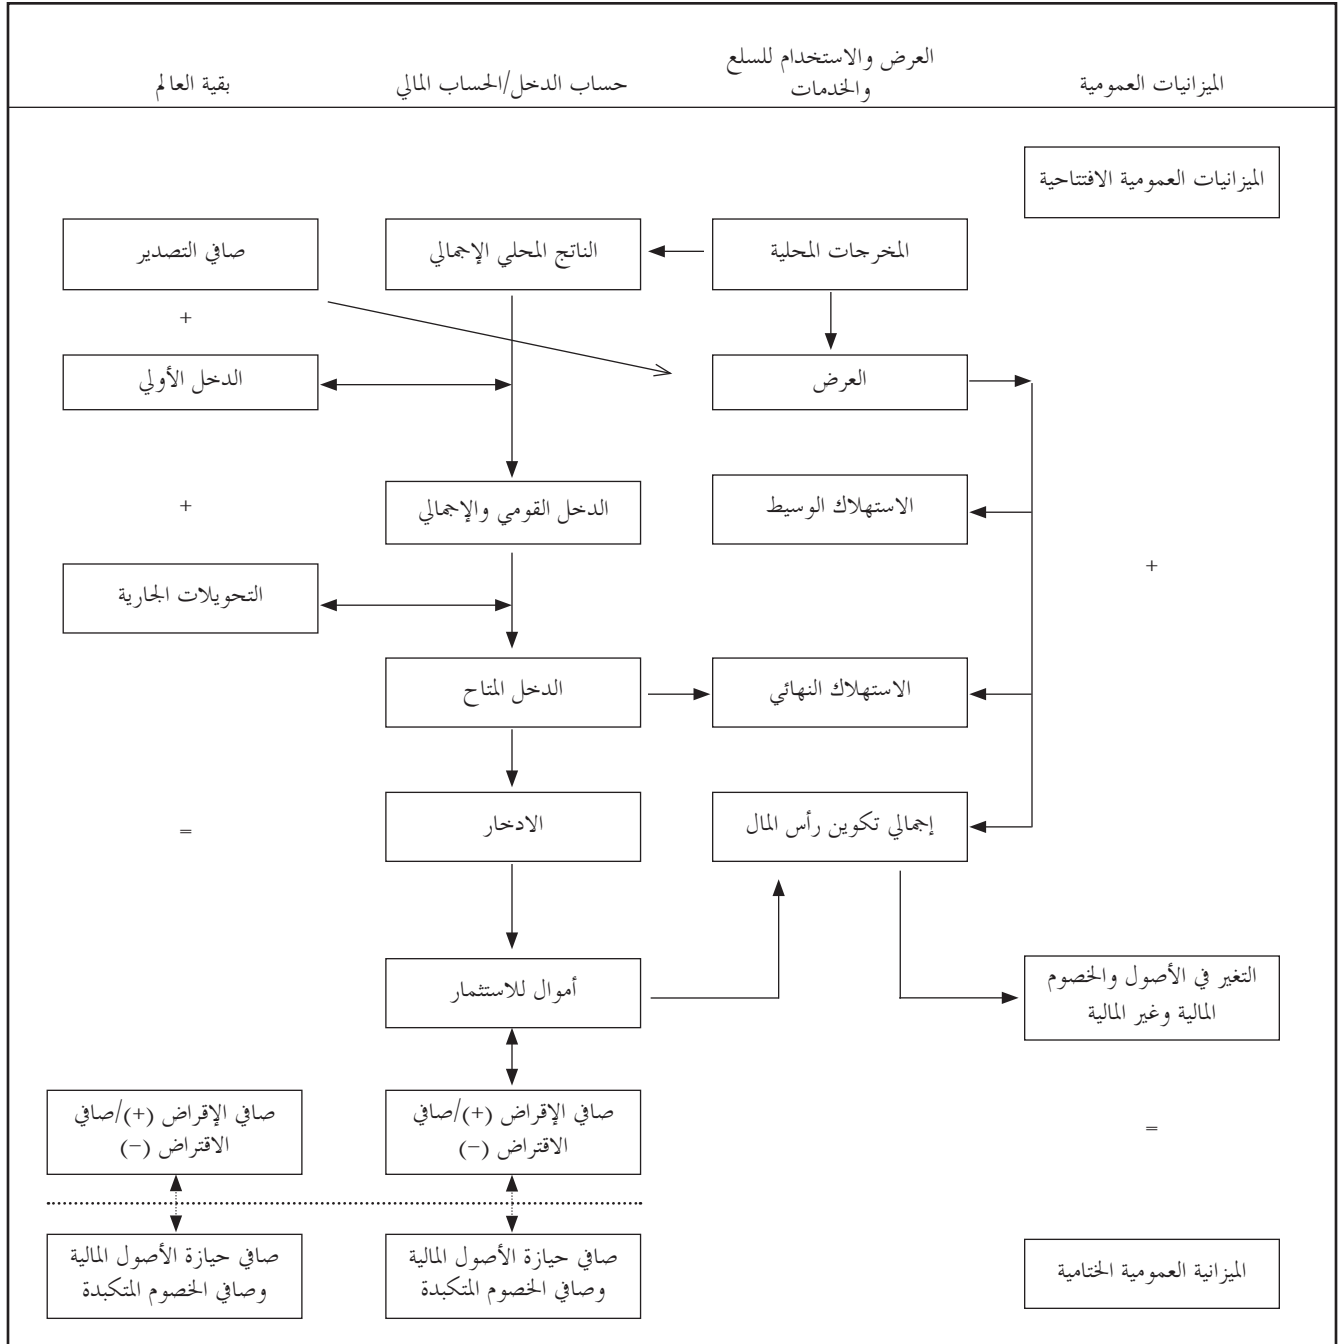 العرض والاستخدام للسلع
الميزانيات العمومية
والخدمات
حساب الدخل/الحساب المالي
بقية العالم
الميزانيات العمومية الافتتاحية
المخرجات المحلية
الناتج المحلي الإجمالي
صافي التصدير
+
العرض
الدخل الأولي
الاستهلاك الوسيط
الدخل القومي والإجمالي
+
+
التحويلات الجارية
الاستهلاك النهائي
الدخل المتاح
إجمالي تكوين رأس المال
الادخار
=
التغير في الأصول والخصوم
المالية وغير المالية
أموال للاستثمار
صافي الإقراض (+)/صافي
الاقتراض (–)
صافي الإقراض (+)/صافي
الاقتراض (–)
=
الميزانية العمومية الختامية
صافي حيازة الأصول المالية
وصافي الخصوم المتكبدة
صافي حيازة الأصول المالية
وصافي الخصوم المتكبدة